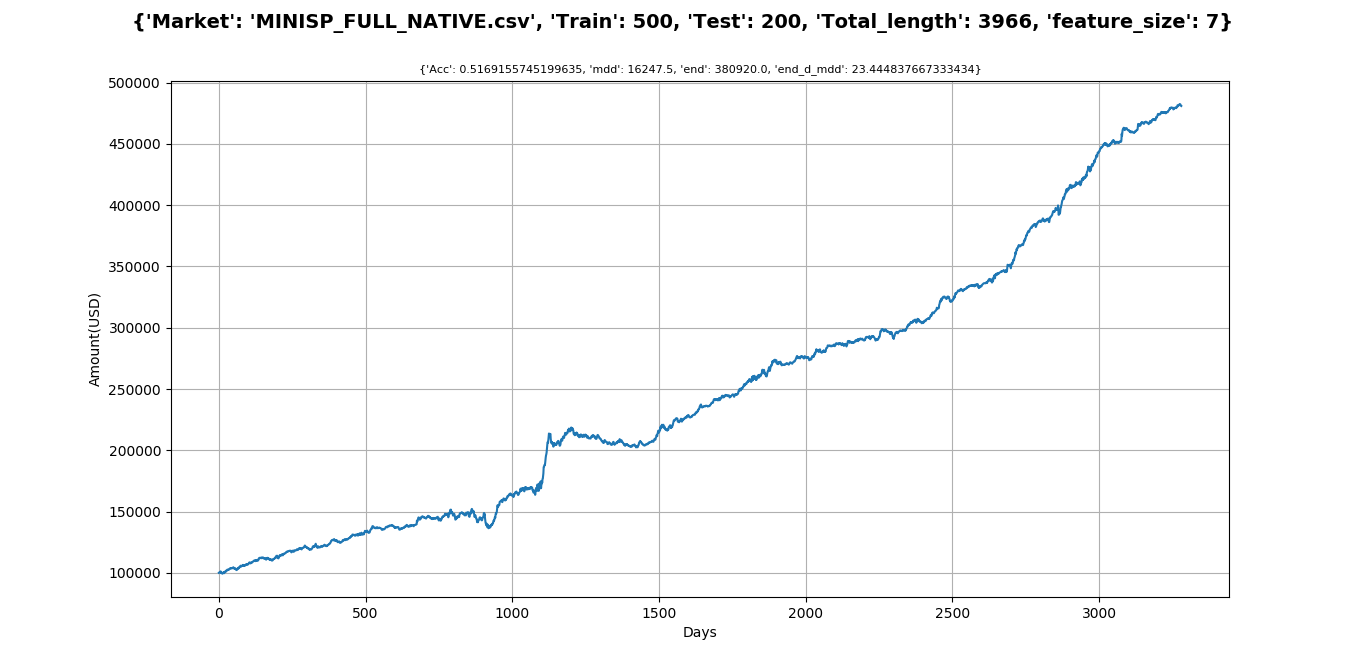 {'Market': 'MINISP_FULL_NATIVE.csv', 'Train': 500, 'Test': 200, 'Total_length': 3966, 'feature_size': 7}
{'Acc': 0.5169155745199635, 'mdd': 16247.5, 'end': 380920.0, 'end_d_mdd': 23.444837667333434}
500000
450000
400000
350000
300000
250000
200000
150000
100000
Amount(USD)
0 500 1000 1500 2000 2500 3000
Days